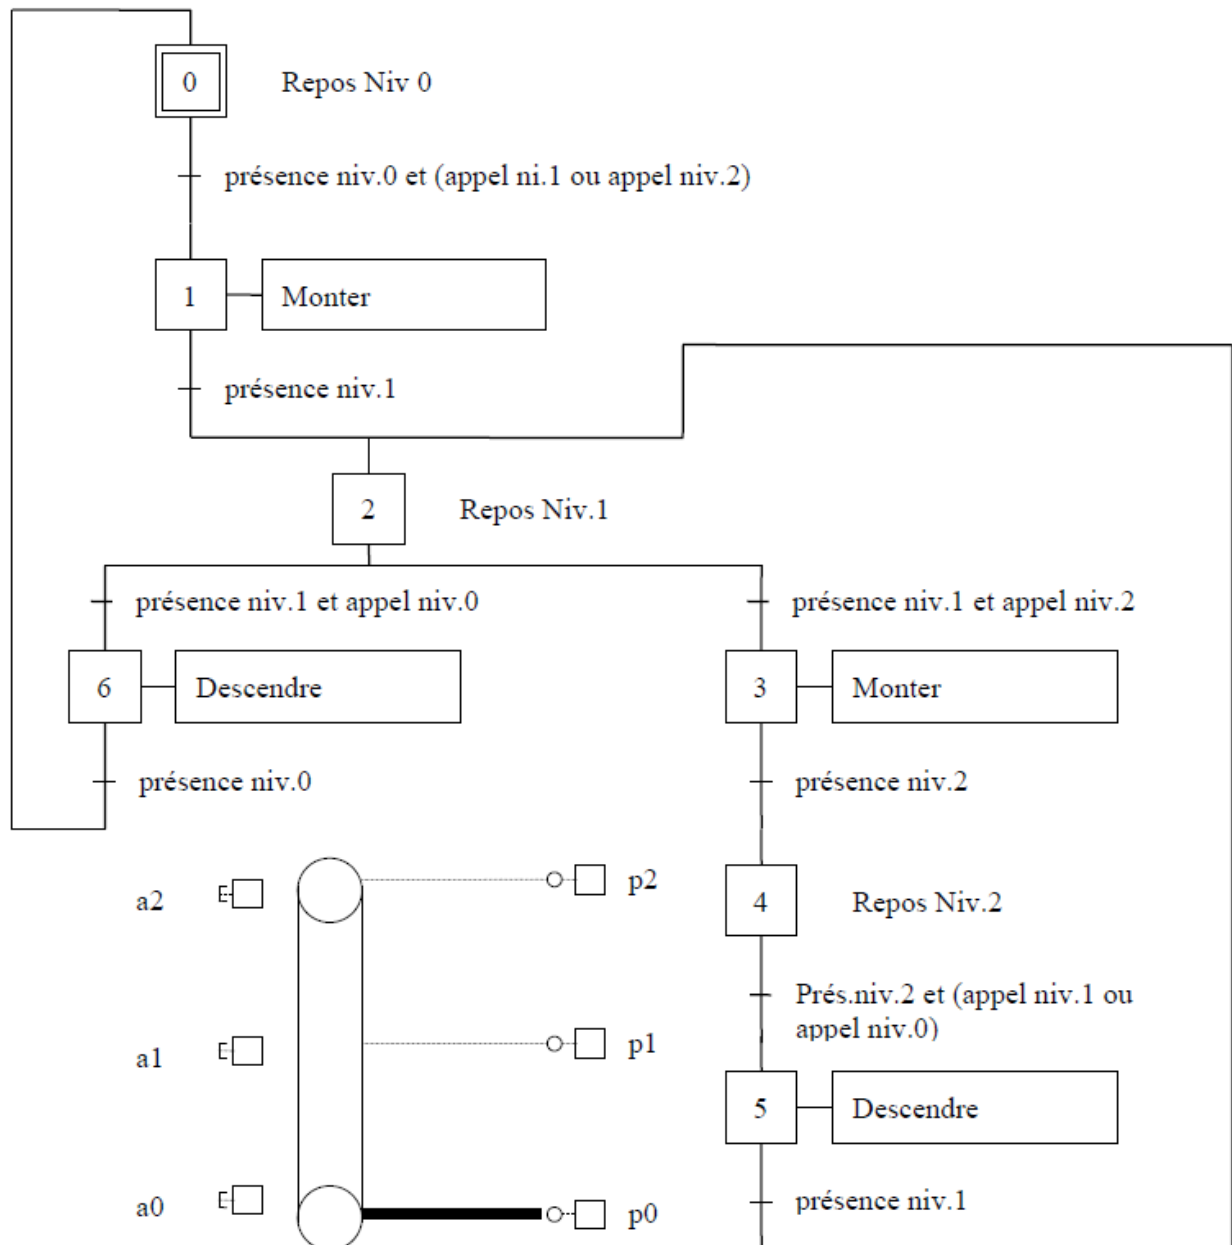 0
Repos Niv 0
présence niv.0 et (appel ni.1 ou appel niv.2)
1
Monter
présence niv.1
2
Repos Niv.1
présence niv.1 et appel niv.0
présence niv.1 et appel niv.2
6
Descendre
3
Monter
présence niv.0
présence niv.2
a2
p2
4
Repos Niv.2
Prés.niv.2 et (appel niv.1 ou
appel niv.0)
a1
p1
5
Descendre
a0
p0
présence niv.1